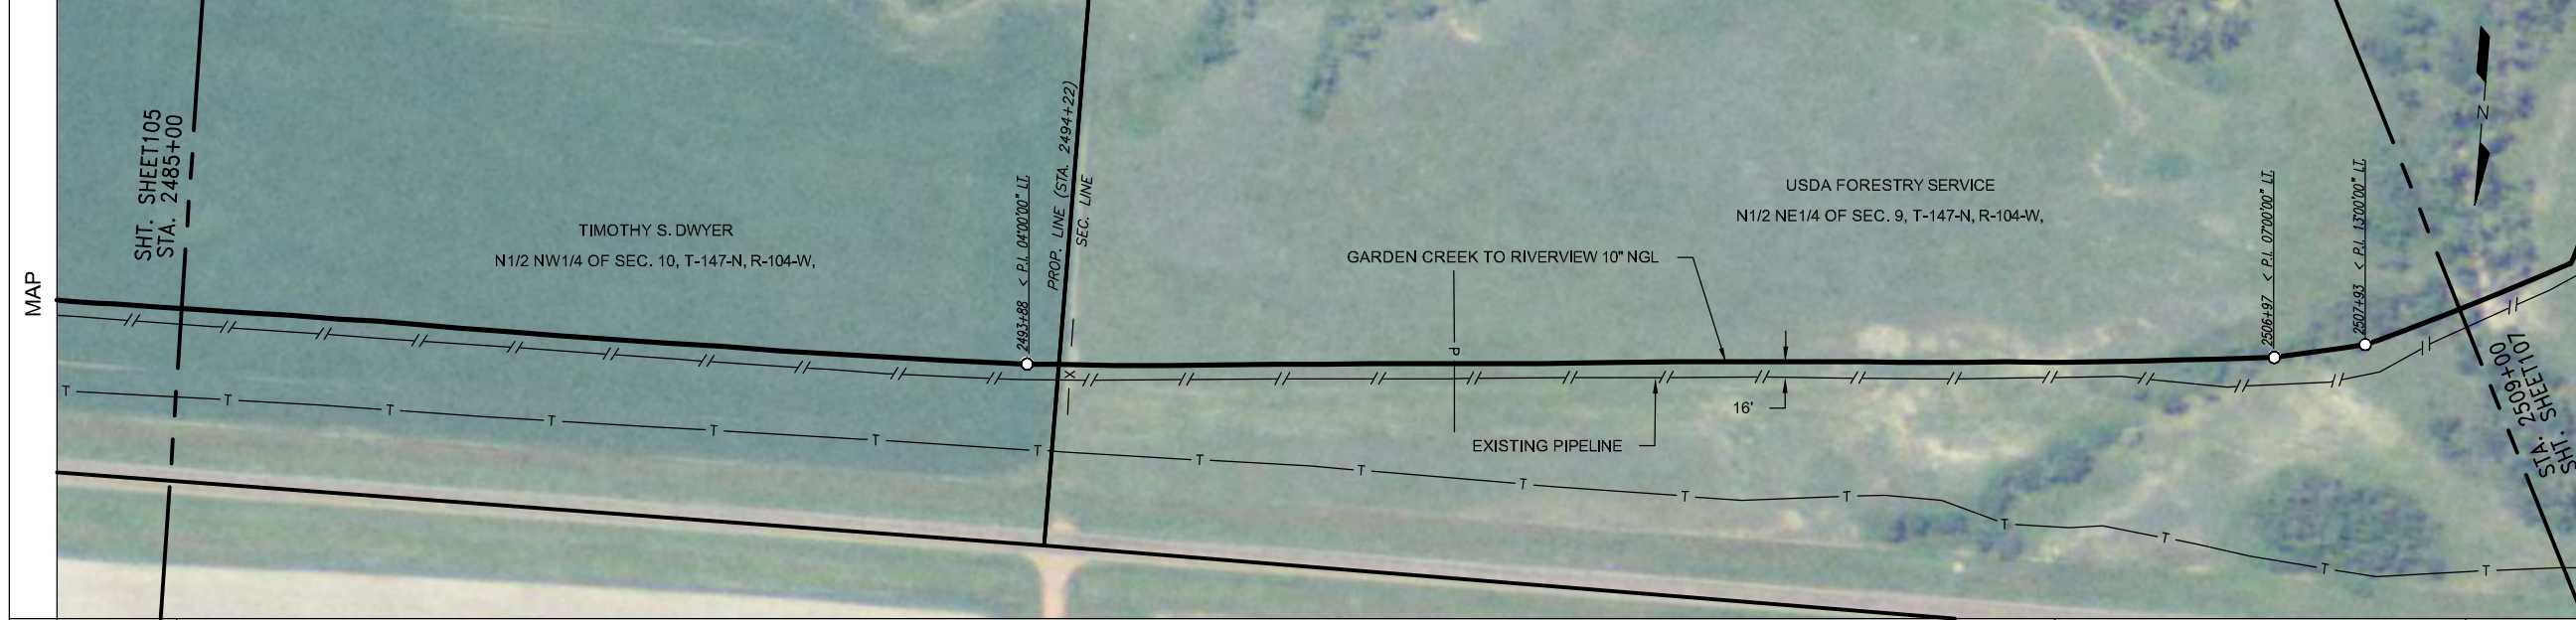 MAP
SHT. SHEET105
STA. 2485+00
TIMOTHY S. DWYER
N1/2 NW1/4 OF SEC. 10, T-147-N, R-104-W,
2493+88 < P.I. 04°00'00" LT.
PROP. LINE (STA. 2494+22)
SEC. LINE
X
GARDEN CREEK TO RIVERVIEW 10" NGL
P
EXISTING PIPELINE
16'
USDA FORESTRY SERVICE
N1/2 NE1/4 OF SEC. 9, T-147-N, R-104-W,
2506+97 < P.I. 07°00'00" LT.
2507+93 < P.I. 13°00'00" LT.
N
STA. 2509+00
SHT. SHEET107
T T T T T T T T T T T T T T T T